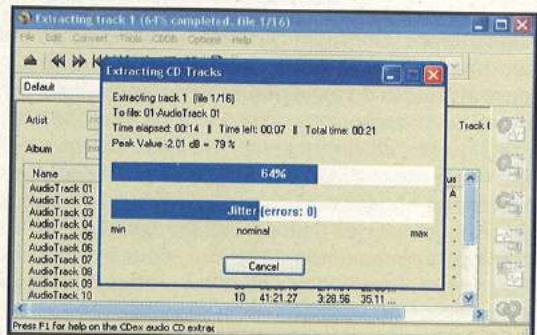 Extracting track 1 (64% completed, file 1/16)
File Edit Convert Tools CDDB Options Help
Extracting CD Tracks
Default
Extracting track 1 (file 1/16)
To file: 01-AudioTrack 01
Time elapsed: 00:14 || Time left: 00:07 || Total time: 00:21
Peak Value -2.01 dB = 79 %
Artist
Track
Album
64%
Name
us
AudioTrack 01
A
AudioTrack 02
AudioTrack 03
Jitter (errors: 0)
AudioTrack 04
AudioTrack 05
min nominal max
AudioTrack 06
AudioTrack 07
Cancel
AudioTrack 08
AudioTrack 09
AudioTrack 10 10 41:21.27 3:28.56 35.11 ...
Press F1 for help on the CDex audio CD extrac